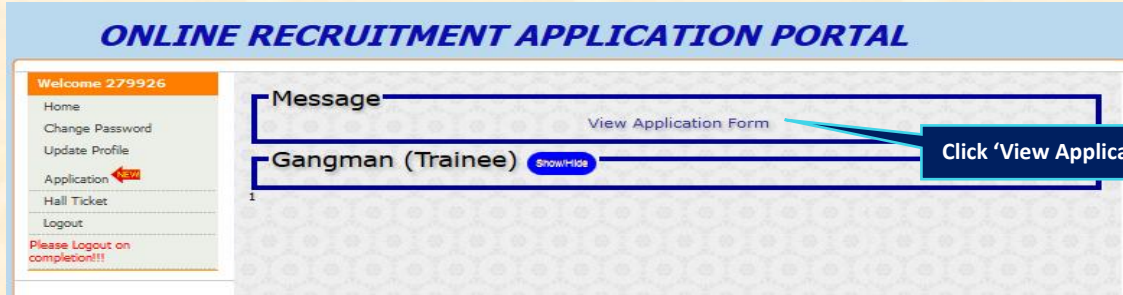 ONLINE RECRUITMENT APPLICATION PORTAL
Welcome 279926
Home
Change Password
Update Profile
Application NEW
Hall Ticket
Logout
Please Logout on
completion!!!
Message
View Application Form
Click ‘View Applica
Gangman (Trainee) Show/Hide
1